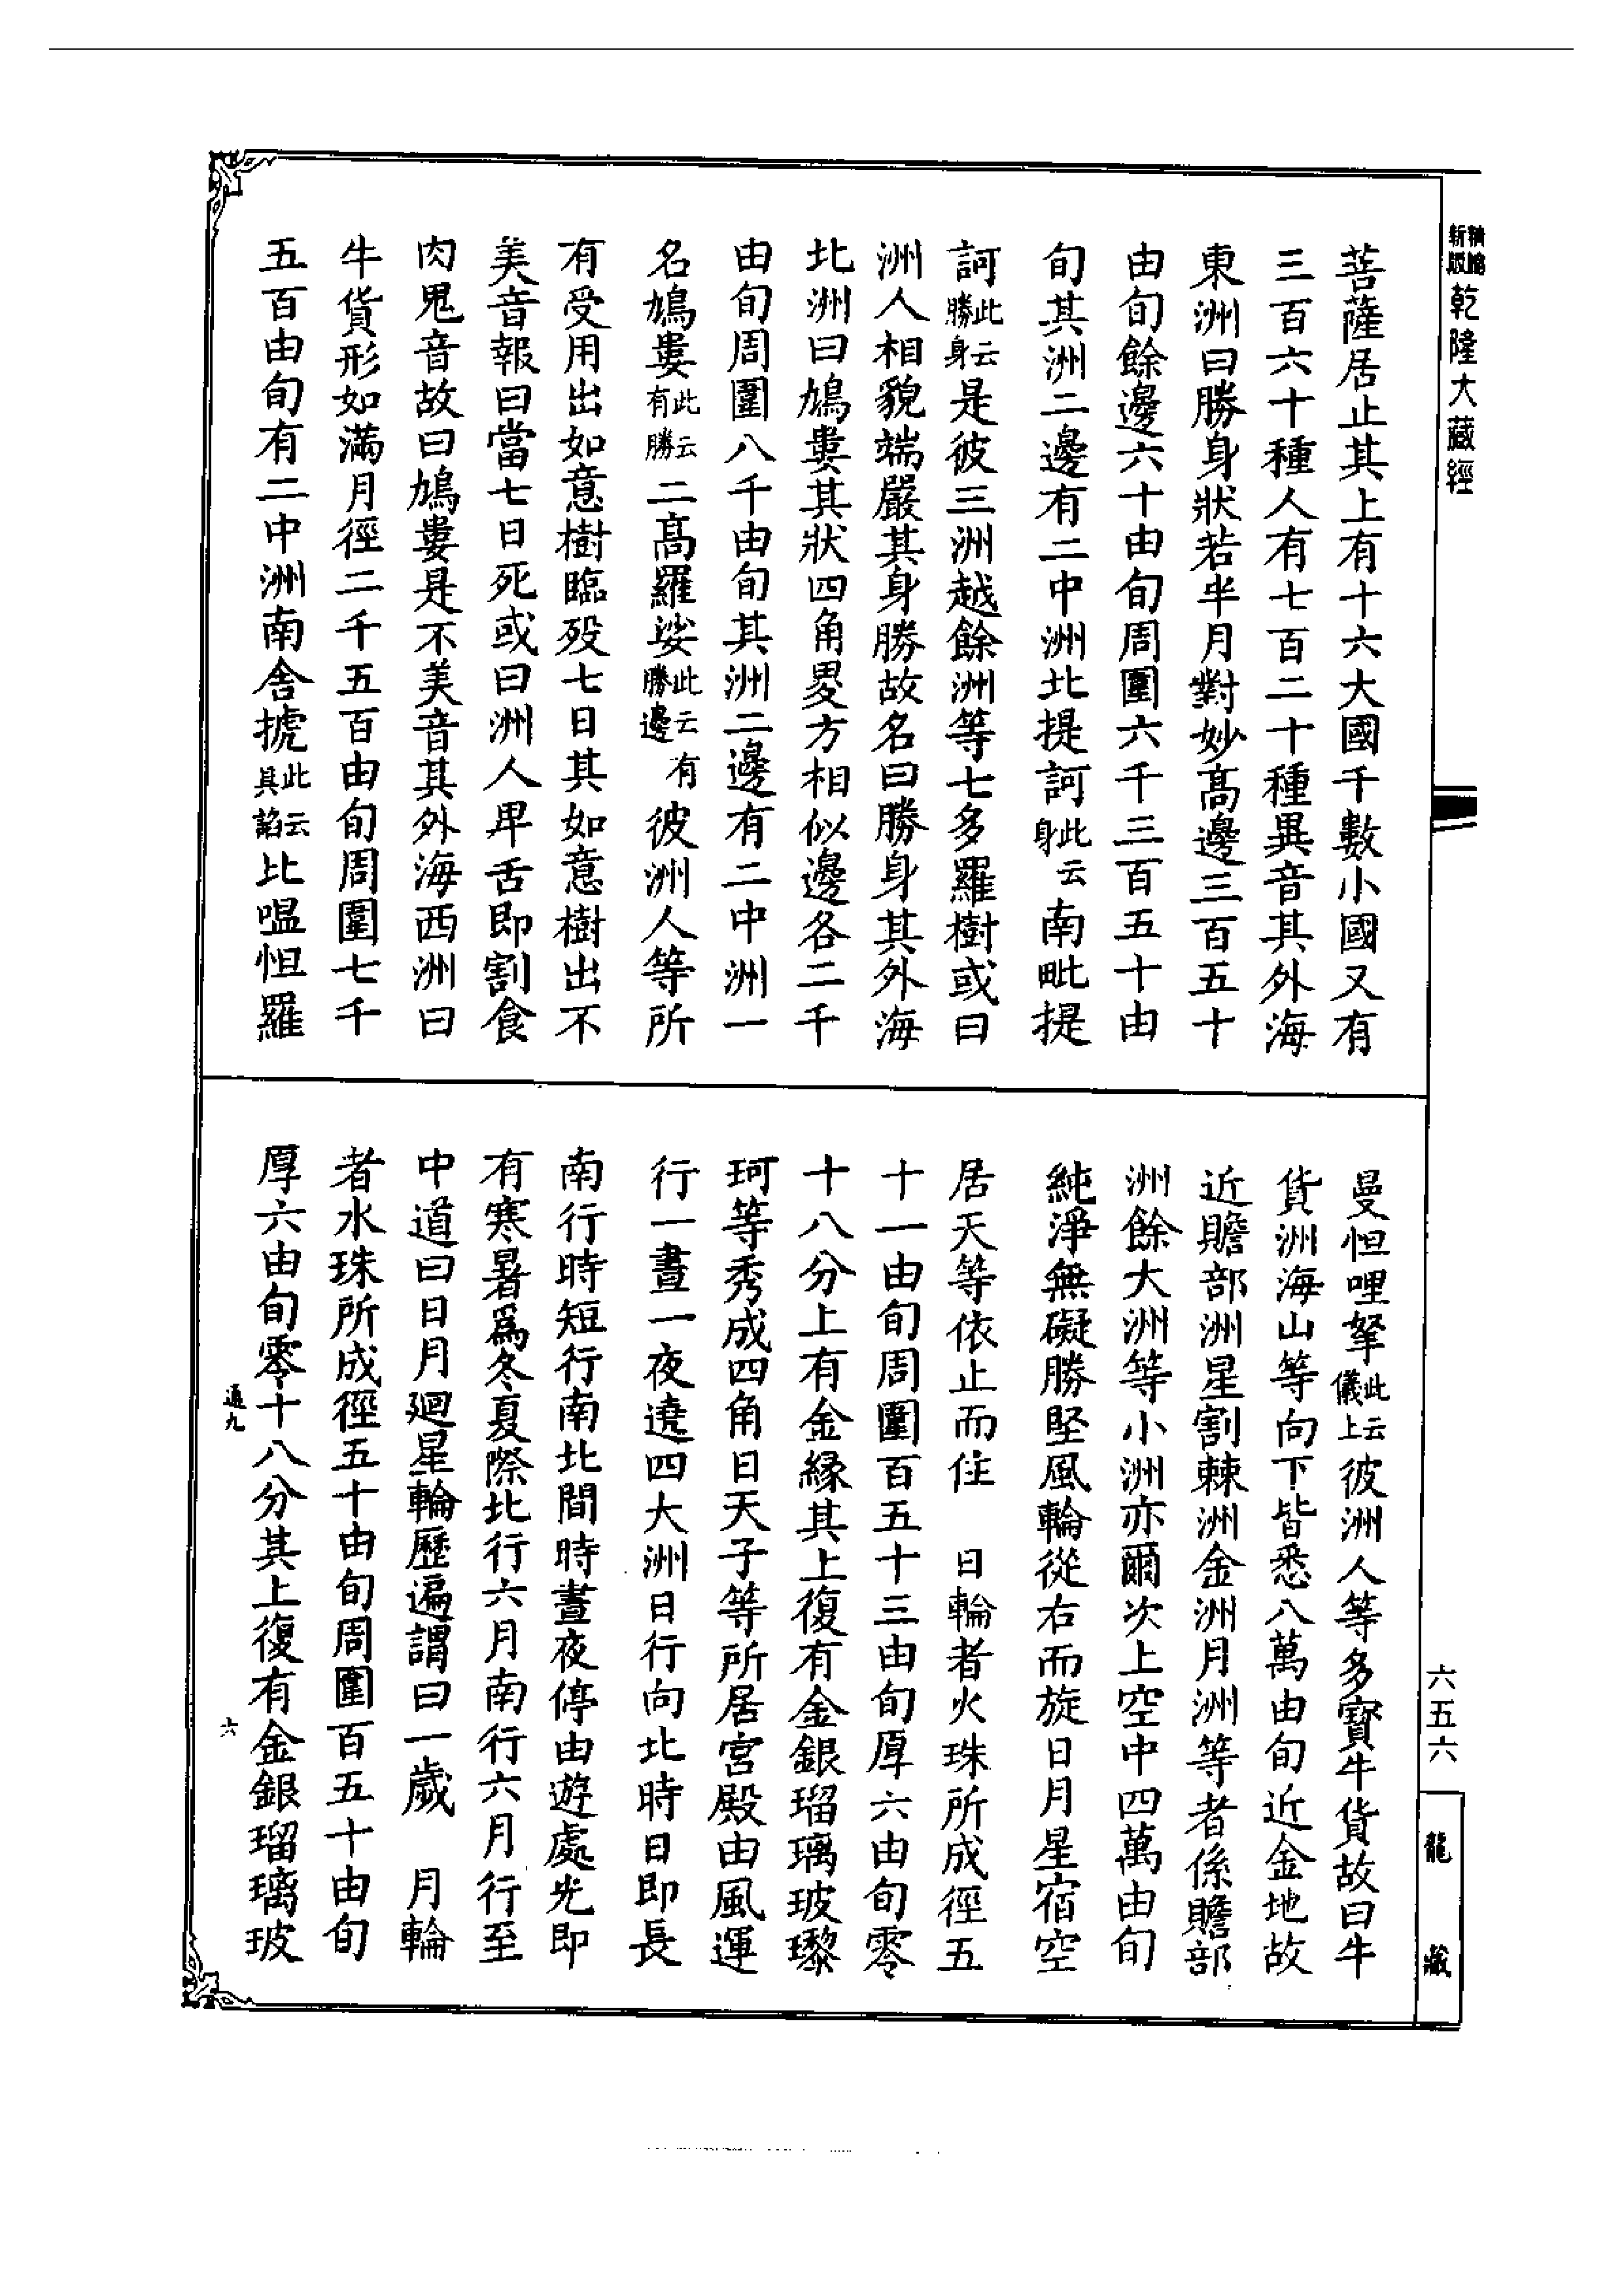 精縮新版乾隆大藏經
菩薩居止其上有十六大國千數小國又有
三百六十種人有七百二十種異音其外海
東洲曰勝身狀若半月對妙高邊三百五十
由旬餘邊六十由旬周圍六千三百五十由
旬其洲二邊有二中洲北提訶此云身南毗提
訶此云勝身是彼三洲越餘洲等七多羅樹或曰
洲人相貌端嚴其身勝故名曰勝身其外海
北洲曰鳩婁其狀四角畟方相似邊各二千
由旬周圍八千由旬其洲二邊有二中洲一
名鳩婁此云有勝二高羅娑此云有勝邊彼洲人等所
有受用出如意樹臨歿七日其如意樹出不
美音報曰當七日死或曰洲人卑舌即割食
肉鬼音故曰鳩婁是不美音其外海西洲曰
牛貨形如滿月徑二千五百由旬周圍七千
五百由旬有二中洲南舍搋此云具諂比嗢怛羅
曼怛哩拏此云儀上彼洲人等多寶牛貨故曰牛
貨洲海山等向下皆悉八萬由旬近金地故
近贍部洲星割棘洲金洲月洲等者係贍部
洲餘大洲等小洲亦爾次上空中四萬由旬
純淨無礙勝堅風輪從右而旋日月星宿空
居天等依止而住　日輪者火珠所成徑五
十一由旬周圍百五十三由旬厚六由旬零
十八分上有金緣其上復有金銀瑠璃玻瓈
珂等秀成四角日天子等所居宮殿由風運
行一晝一夜遶四大洲日行向北時日即長
南行時短行南北間時晝夜停由遊處光即
有寒暑爲冬夏際北行六月南行六月行至
中道曰日月廻星輪歷遍謂曰一歲　月輪
者水珠所成徑五十由旬周圍百五十由旬
厚六由旬零十八分其上復有金銀瑠璃玻
六五六
龍藏
九
六